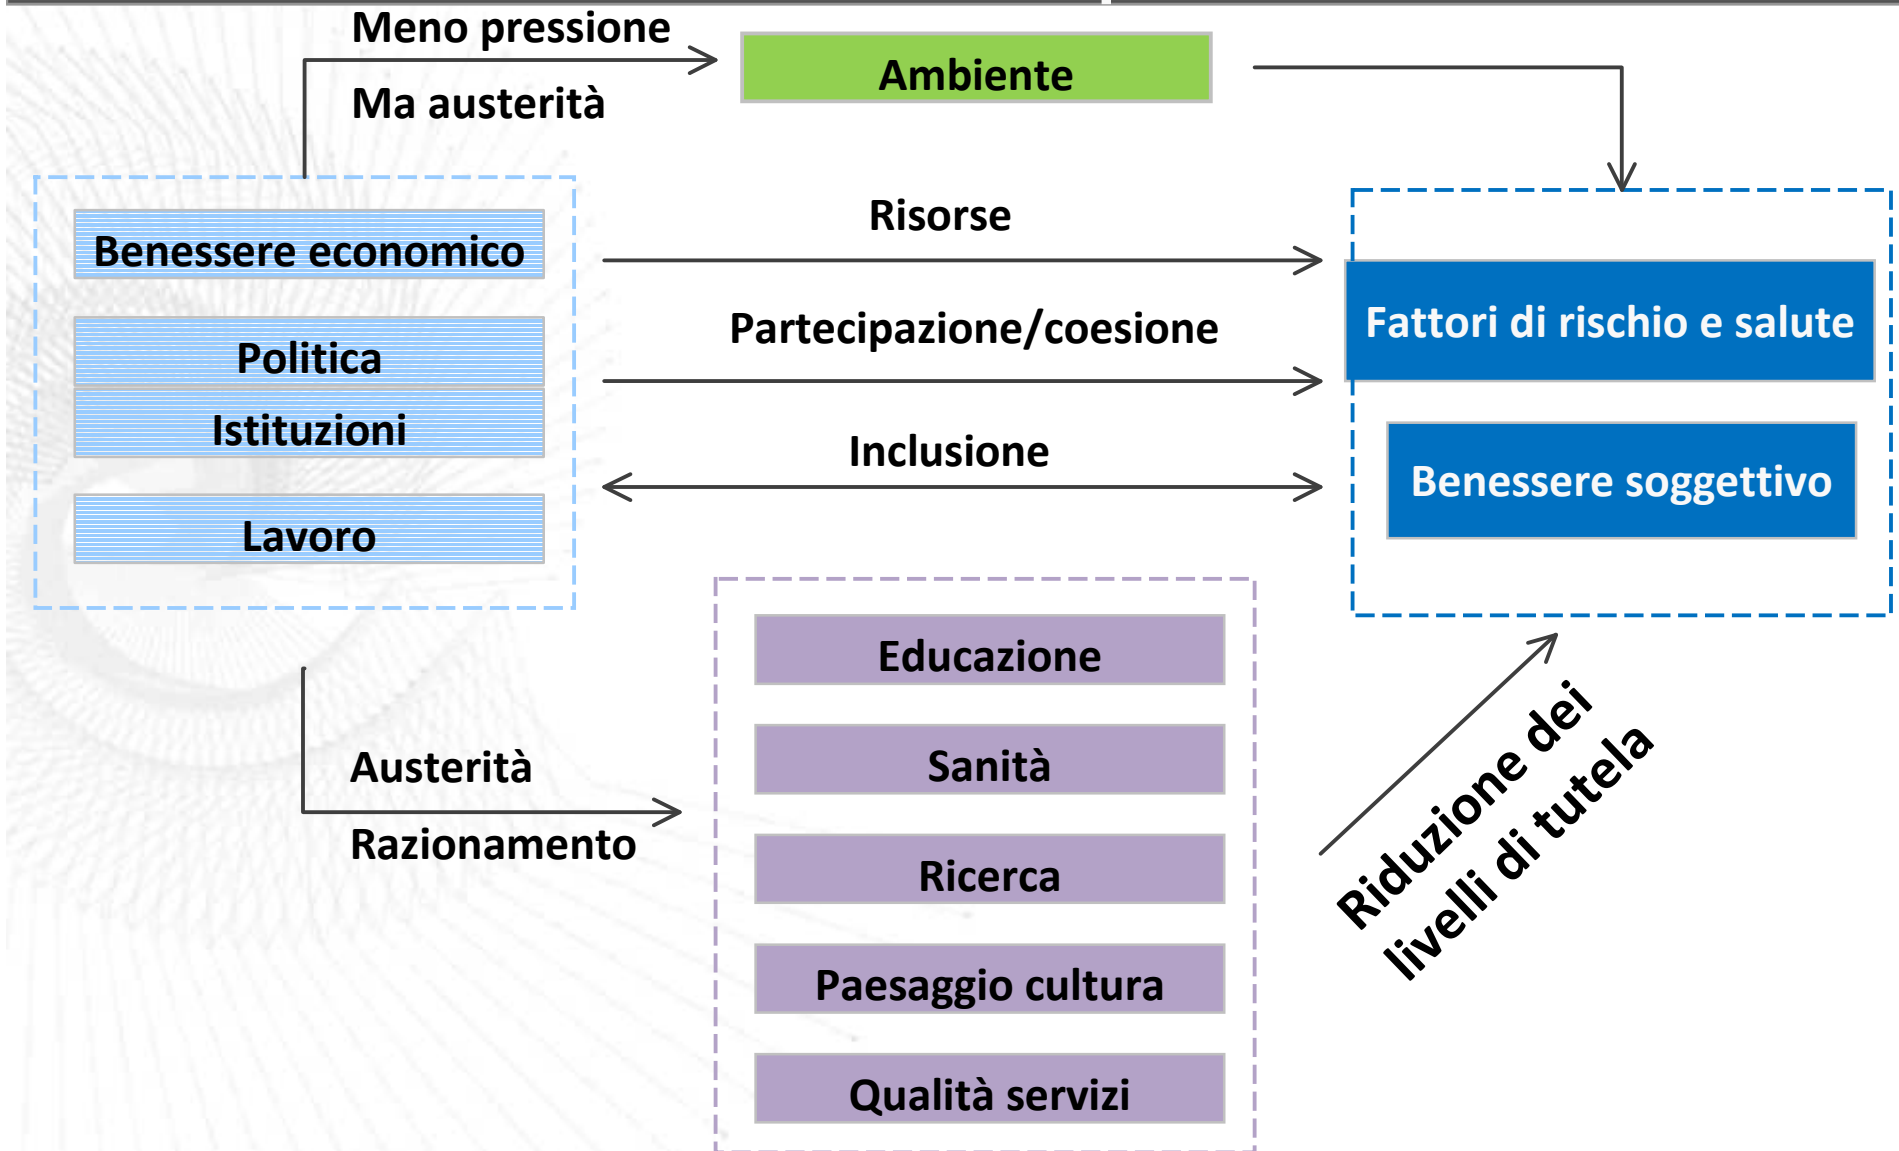 Meno pressione
Ma austerità
Ambiente
Benessere economico
Politica
Istituzioni
Lavoro
Risorse
Partecipazione/coesione
Inclusione
Fattori di rischio e salute
Benessere soggettivo
Austerità
Razionamento
Educazione
Sanità
Ricerca
Paesaggio cultura
Qualità servizi
Riduzione dei
livelli di tutela